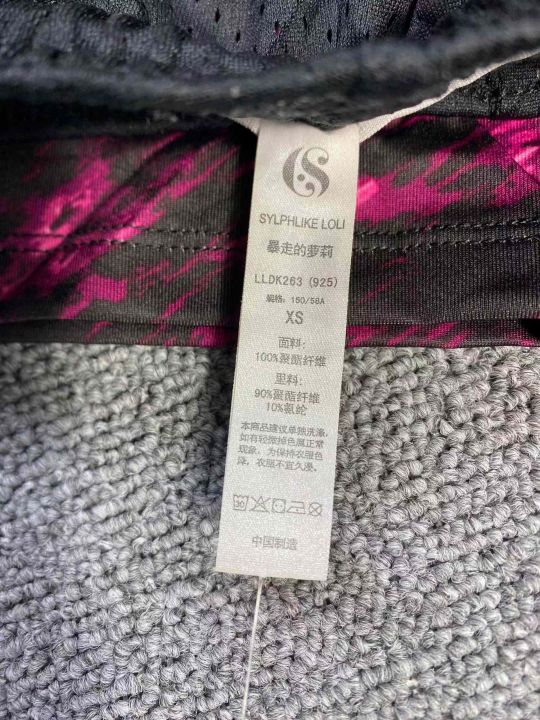 SYLPHLIKE LOLI
暴走的萝莉
LLDK263 (925)
规格: 150/58A
XS
面料:
100%聚酯纤维
里料:
90%聚酯纤维
10%氨纶
本商品建议单独洗涤,
如有轻微掉色属正常
现象, 为保持衣服色
泽, 衣服不宜久浸。
中国制造